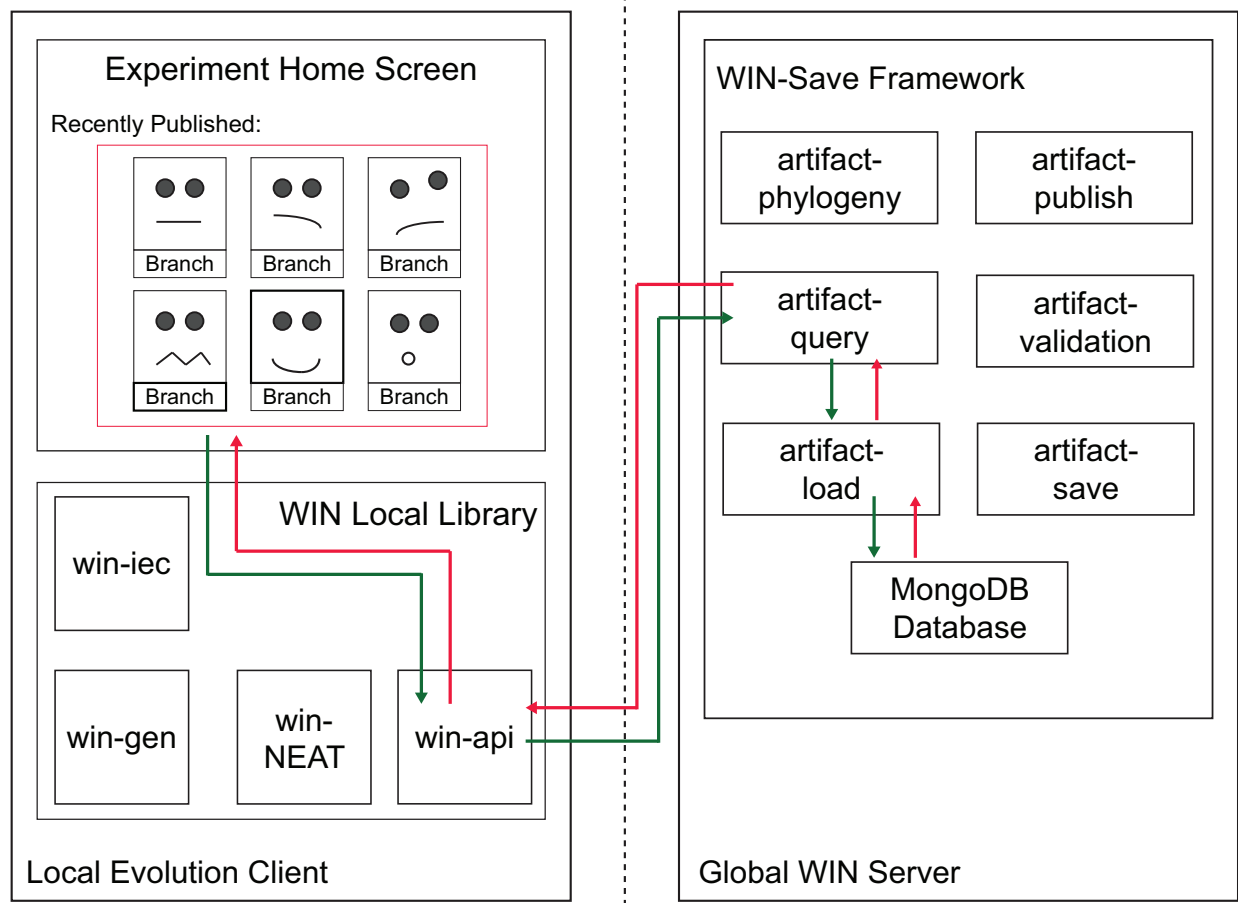 Experiment Home Screen
Recently Published:
Branch
Branch
Branch
Branch
Branch
Branch
WIN Local Library
win-iec
win-gen
win-
NEAT
win-api
Local Evolution Client
WIN-Save Framework
artifact-
phylogeny
artifact-
publish
artifact-
query
artifact-
validation
artifact-
load
artifact-
save
MongoDB
Database
Global WIN Server